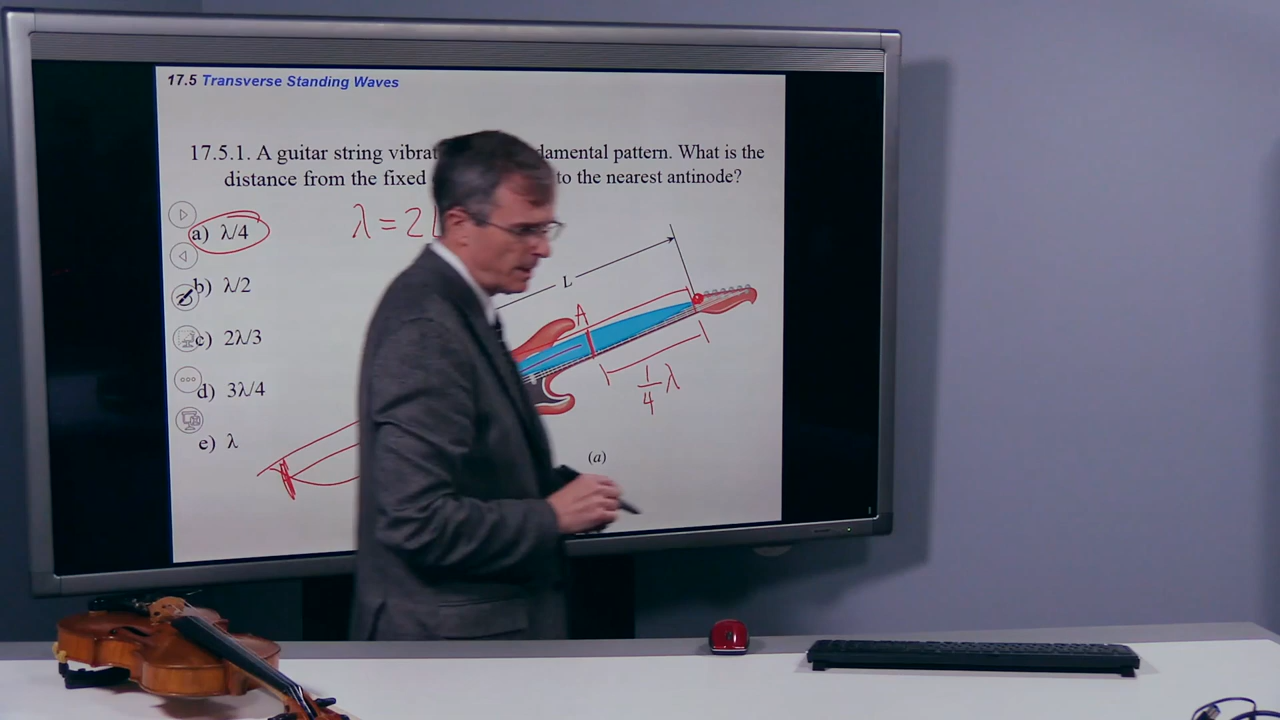 17.5 Transverse Standing Waves
17.5.1. A guitar string damental pattern. What is the
distance from the fixed to the nearest antinode?
a) λ/4
λ = 2
b) λ/2
c) 2λ/3
d) 3λ/4
e) λ
L
A
1/4 λ
(a)